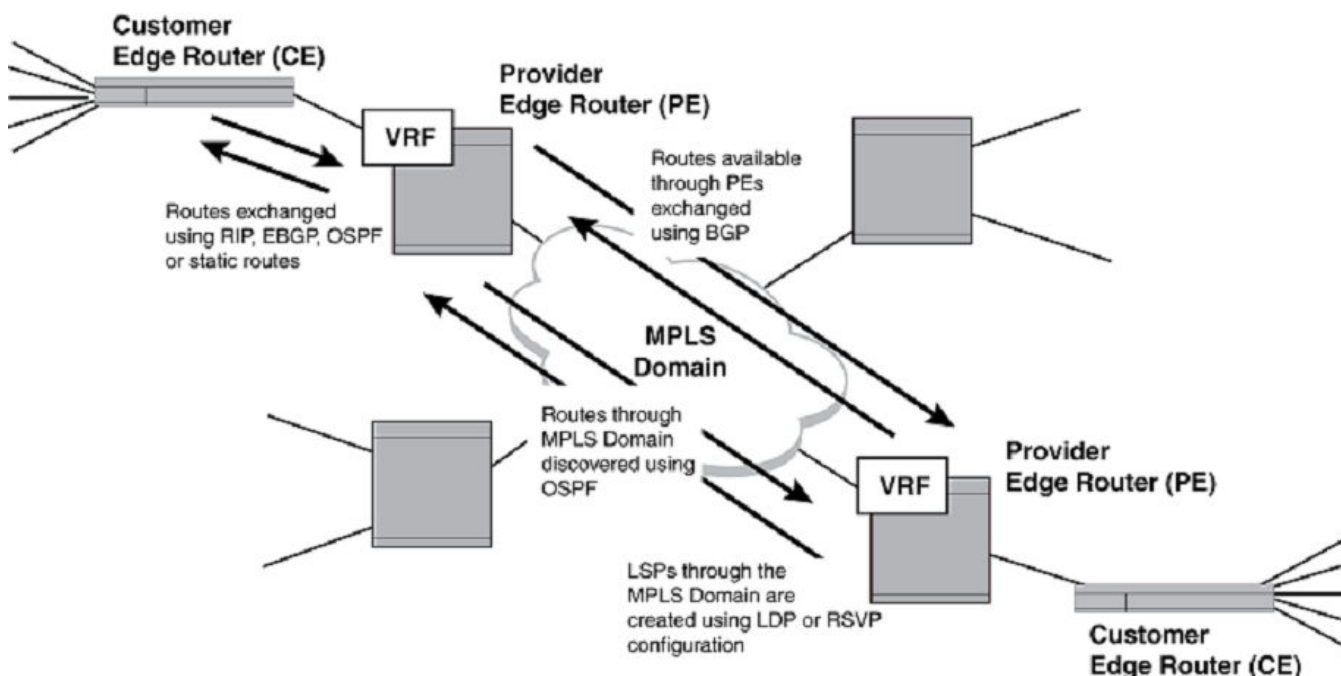 Customer
Edge Router (CE)
Provider
Edge Router (PE)
VRF
Routes exchanged
using RIP, EBGP, OSPF
or static routes
Routes available
through PEs
exchanged
using BGP
MPLS
Domain
Routes through
MPLS Domain
discovered using
OSPF
VRF
Provider
Edge Router (PE)
LSPs through the
MPLS Domain are
created using LDP or RSVP
configuration
Customer
Edge Router (CE)